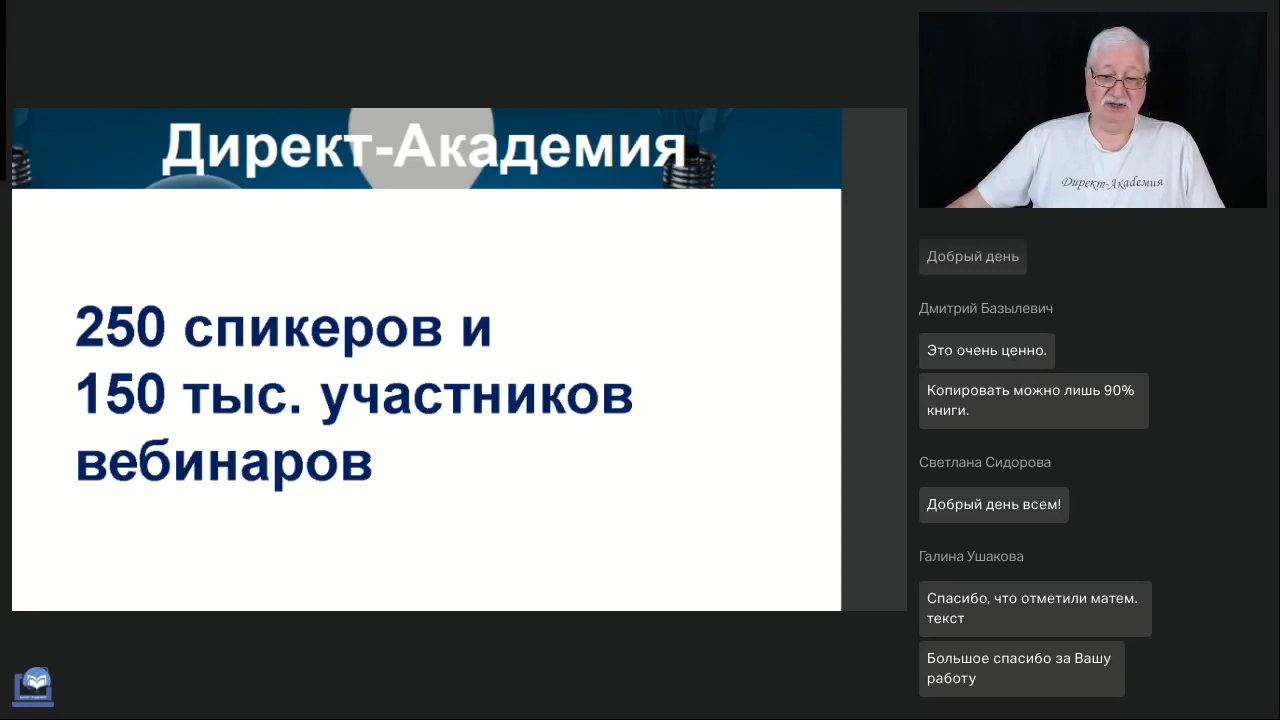 Директ-Академия
250 спикеров и
150 тыс. участников
вебинаров
Директ-Академия
Добрый день
Дмитрий Базылевич
Это очень ценно.
Копировать можно лишь 90%
книги.
Светлана Сидорова
Добрый день всем!
Галина Ушакова
Спасибо, что отметили матем.
текст
Большое спасибо за Вашу
работу